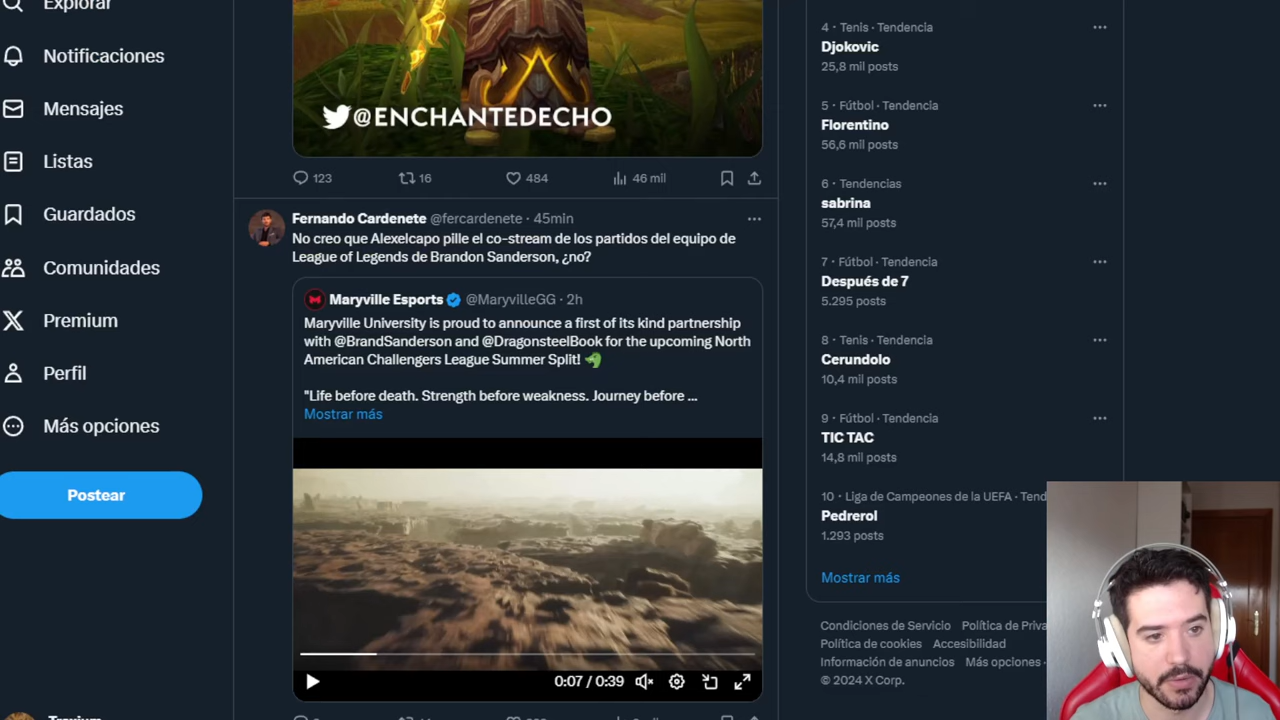 Explorar
Notificaciones
Mensajes
Listas
Guardados
Comunidades
Premium
Perfil
Más opciones
Postear
@ENCHANTEDECHO
123
16
484
46 mil
Fernando Cardenete @fercardenete · 45min
No creo que Alexelcapo pille el co-stream de los partidos del equipo de
League of Legends de Brandon Sanderson, ¿no?
Maryville Esports @MaryvilleGG · 2h
Maryville University is proud to announce a first of its kind partnership
with @BrandSanderson and @DragonsteelBook for the upcoming North
American Challengers League Summer Split!
"Life before death. Strength before weakness. Journey before ...
Mostrar más
0:07 / 0:39
4 · Tenis · Tendencia
Djokovic
25,8 mil posts
5 · Fútbol · Tendencia
Florentino
56,6 mil posts
6 · Tendencias
sabrina
57,4 mil posts
7 · Fútbol · Tendencia
Después de 7
5.295 posts
8 · Tenis · Tendencia
Cerundolo
10,4 mil posts
9 · Fútbol · Tendencia
TIC TAC
14,8 mil posts
10 · Liga de Campeones de la UEFA · Tend
Pedrerol
1.293 posts
Mostrar más
Condiciones de Servicio Política de Priva
Política de cookies Accesibilidad
Información de anuncios Más opciones
© 2024 X Corp.